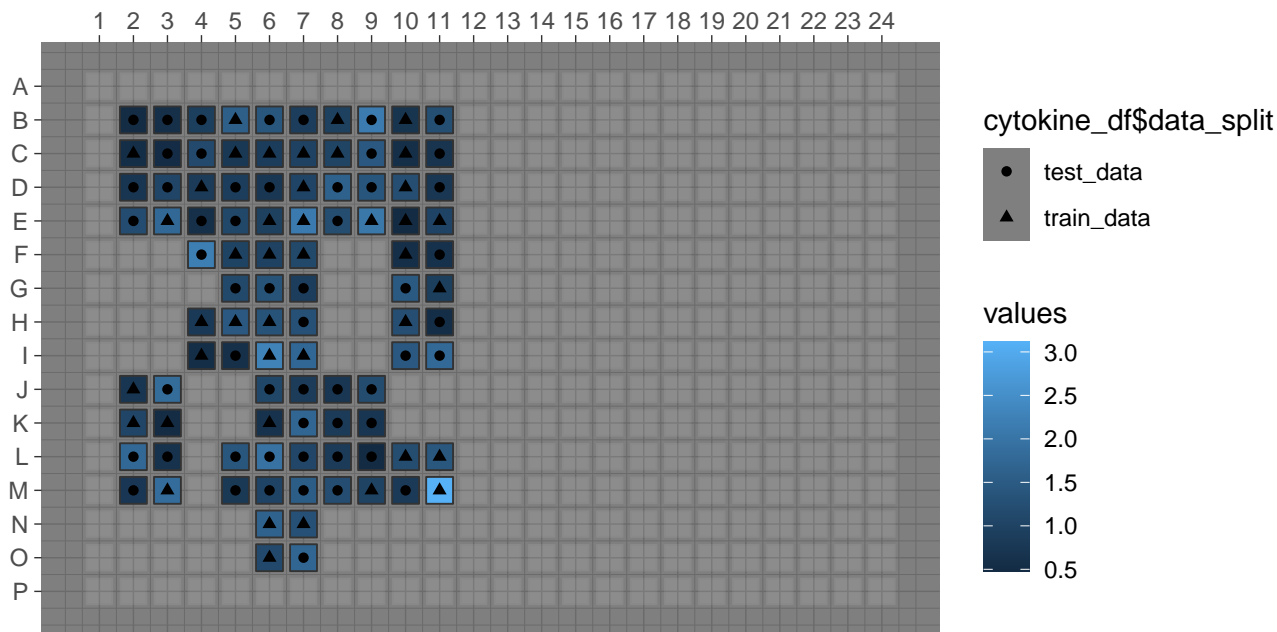 1 2 3 4 5 6 7 8 9 10 11 12 13 14 15 16 17 18 19 20 21 22 23 24
A
B
C
D
E
F
G
H
I
J
K
L
M
N
O
P
cytokine_df$data_split
test_data
train_data
values
3.0
2.5
2.0
1.5
1.0
0.5